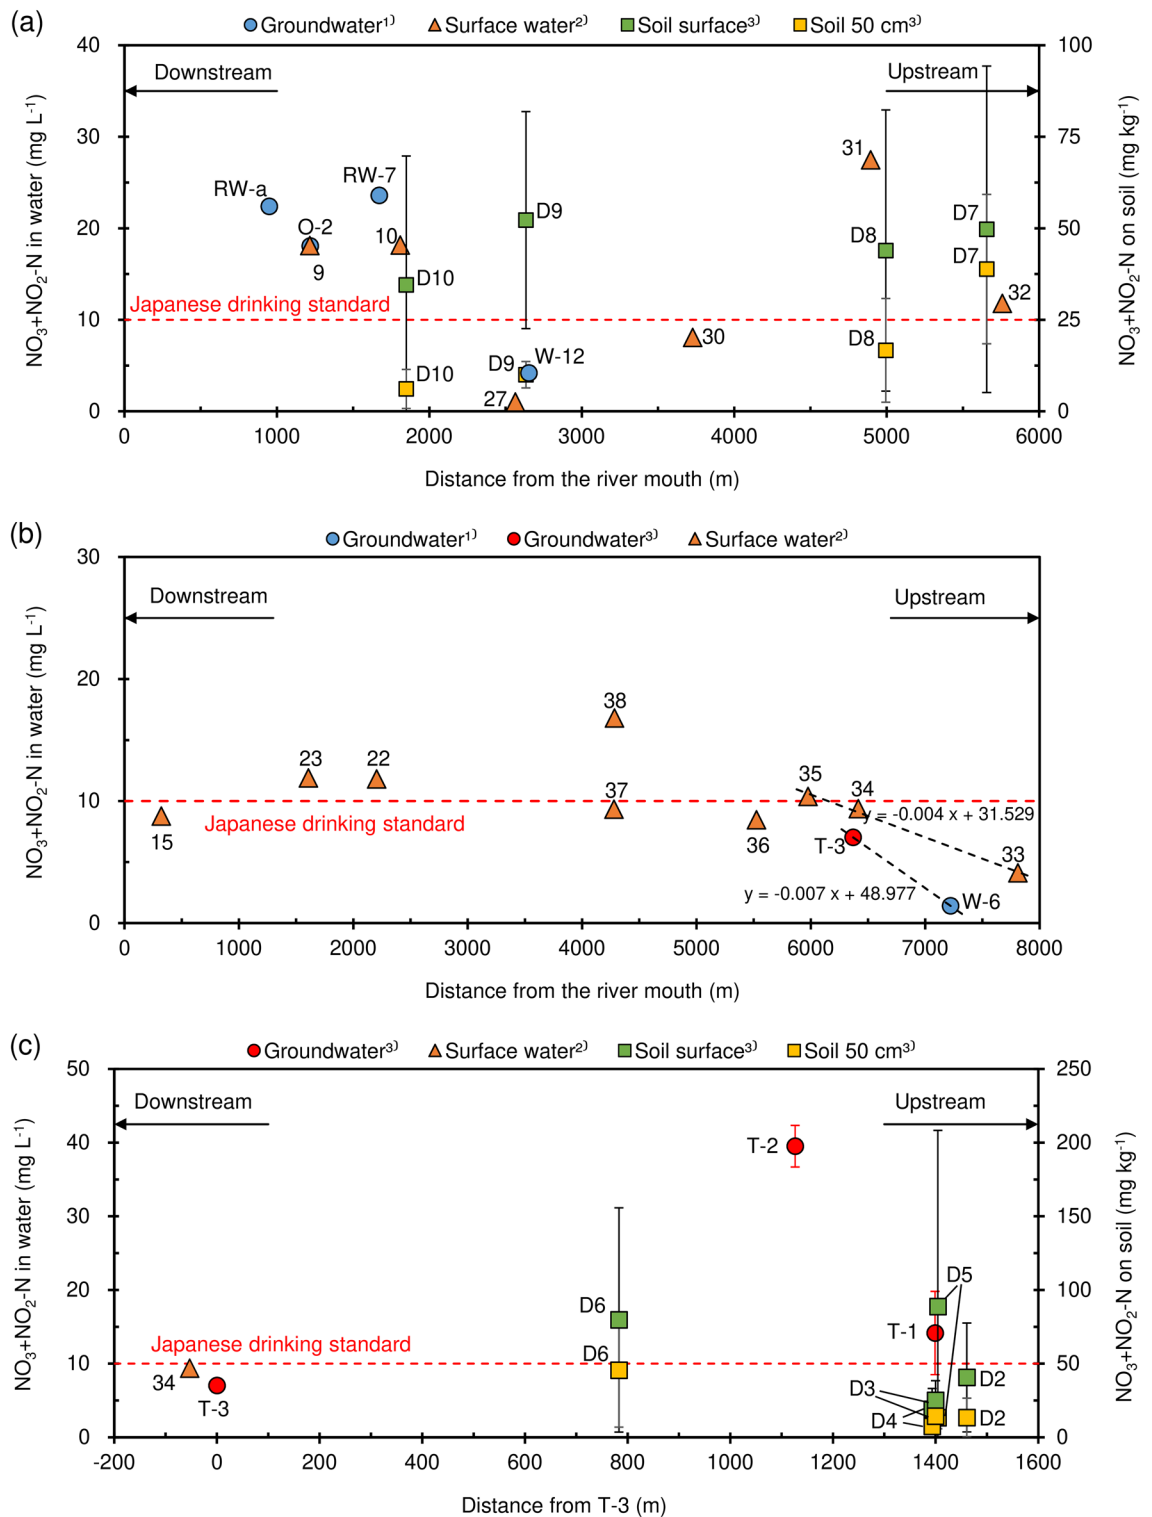 (a)
Groundwater¹⁾ Surface water²⁾ Soil surface³⁾ Soil 50 cm³⁾
40 100
Downstream Upstream
30 75
31
RW-a RW-7
D9 D7
O-2 10 D8 D7
20 50
9
D10 32
Japanese drinking standard
10 25
30 D8
D10 D9 W-12
27
0 0
0 1000 2000 3000 4000 5000 6000
NO₃+NO₂-N in water (mg L⁻¹)
NO₃+NO₂-N on soil (mg kg⁻¹)
Distance from the river mouth (m)
(b)
Groundwater¹⁾ Groundwater³⁾ Surface water²⁾
30
Downstream Upstream
20
38
23 22
37 35 34
10
Japanese drinking standard
y = -0.004 x + 31.529
15 36 T-3 33
y = -0.007 x + 48.977 W-6
0
0 1000 2000 3000 4000 5000 6000 7000 8000
NO₃+NO₂-N in water (mg L⁻¹)
Distance from the river mouth (m)
(c)
Groundwater³⁾ Surface water²⁾ Soil surface³⁾ Soil 50 cm³⁾
50 250
Downstream Upstream
40 T-2 200
30 150
20 100
D5
D6 T-1
Japanese drinking standard
D6
10 50
34 D3 D2
T-3 D4 D2
0 0
-200 0 200 400 600 800 1000 1200 1400 1600
NO₃+NO₂-N in water (mg L⁻¹)
NO₃+NO₂-N on soil (mg kg⁻¹)
Distance from T-3 (m)